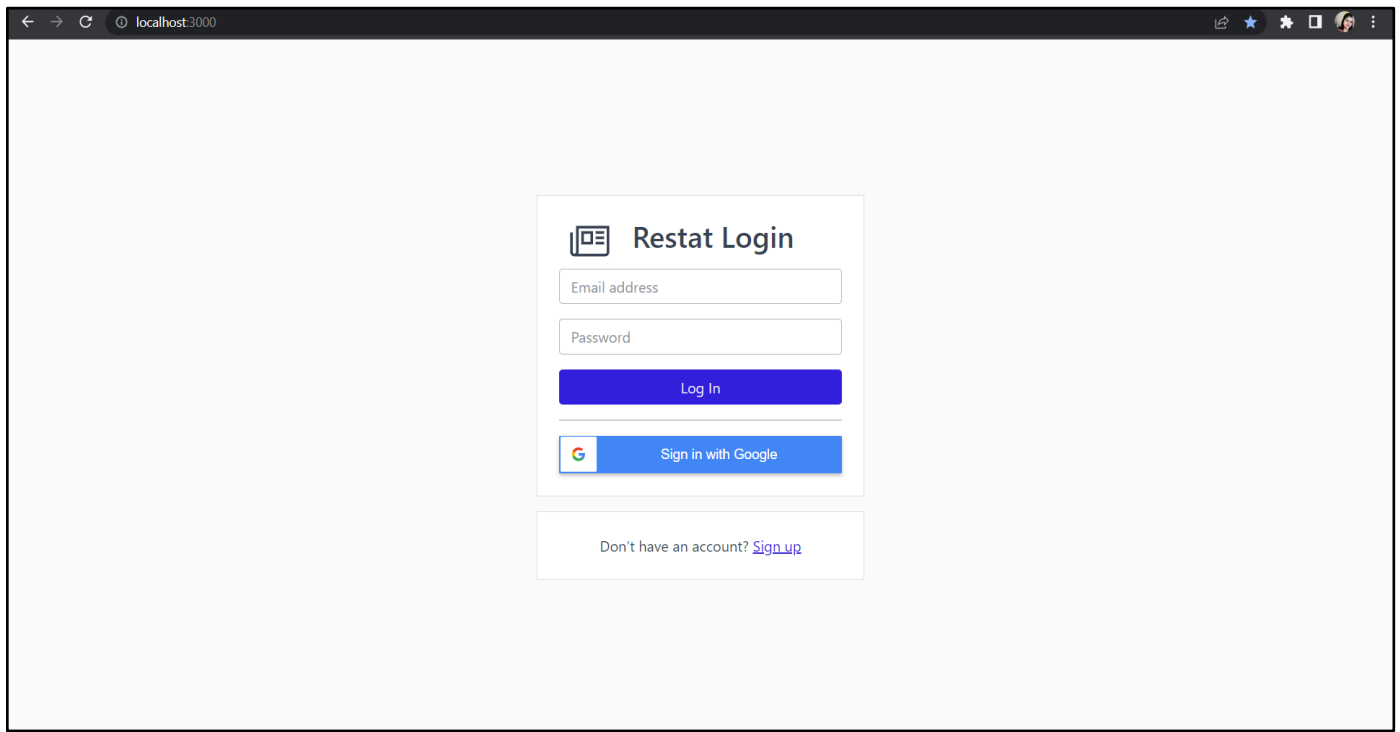 localhost:3000
Restat Login
Email address
Password
Log In
Sign in with Google
Don't have an account? Sign up